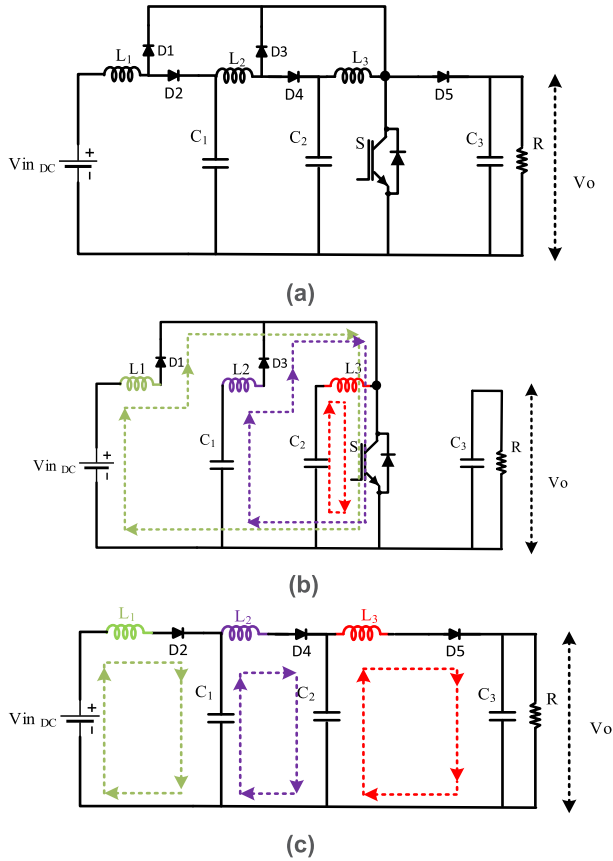 D1
D3
L1
L2
L3
D2
D4
D5
C1
C2
S
C3
R
Vin DC
+
-
Vo
(a)
D1
D3
L1
L2
L3
C1
C2
S
C3
R
Vin DC
+
-
Vo
(b)
L1
L2
L3
D2
D4
D5
C1
C2
C3
R
Vin DC
+
-
Vo
(c)